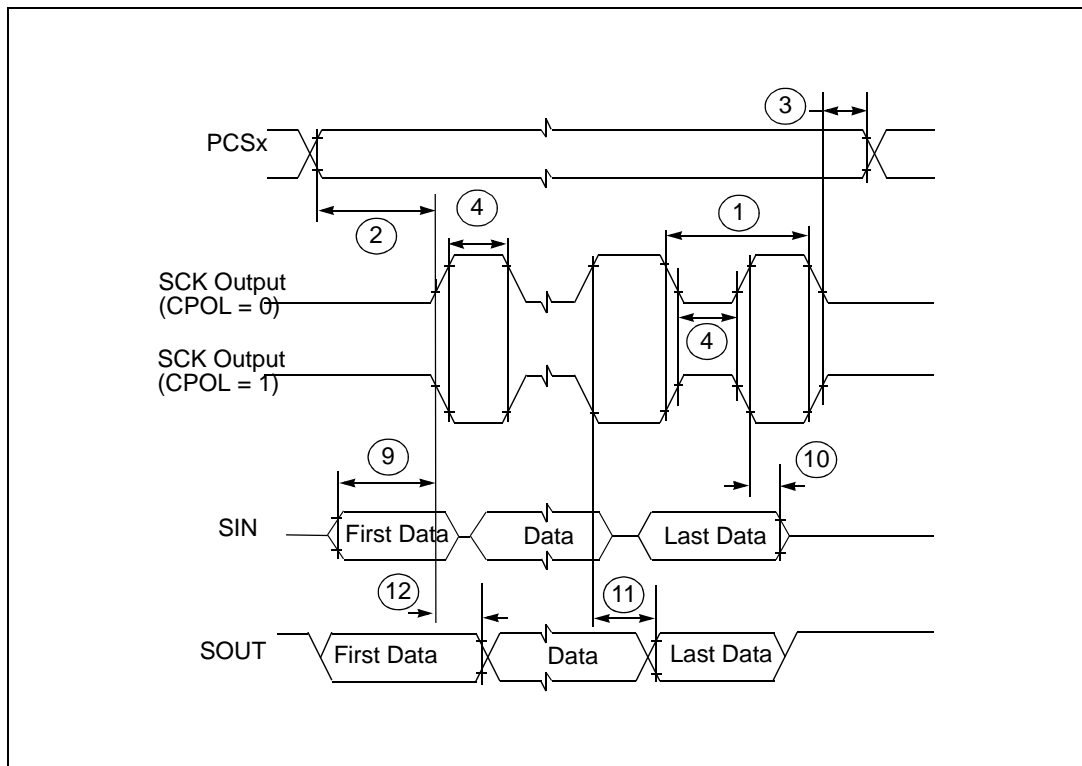 3
PCSx
2
4
1
SCK Output
(CPOL = 0)
4
SCK Output
(CPOL = 1)
9
10
SIN
First Data
Data
Last Data
12
11
SOUT
First Data
Data
Last Data